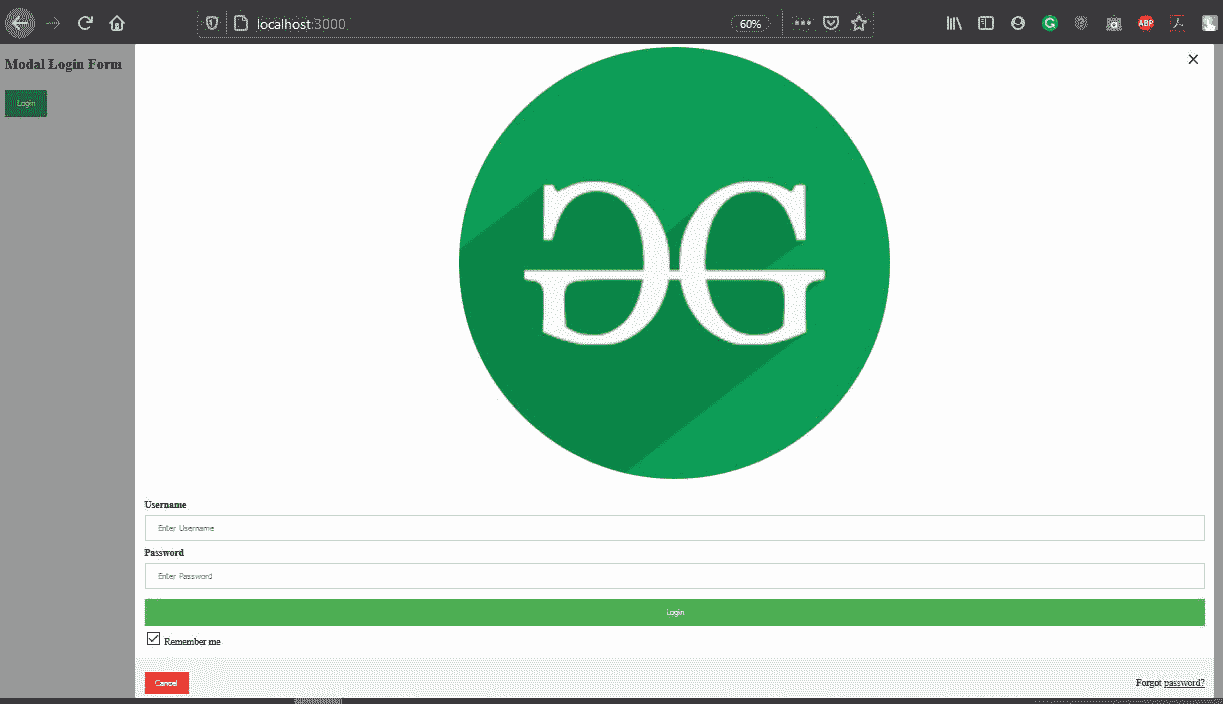 localhost:3000
60%
ABP
Modal Login Form
Login
×
GG
Username
Enter Username
Password
Enter Password
Login
Remember me
Cancel
Forgot password?